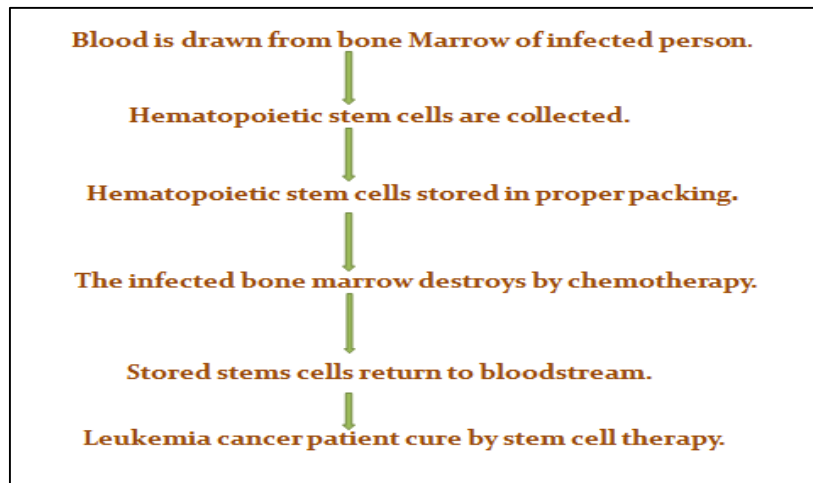 Blood is drawn from bone Marrow of infected person.
Hematopoietic stem cells are collected.
Hematopoietic stem cells stored in proper packing.
The infected bone marrow destroys by chemotherapy.
Stored stems cells return to bloodstream.
Leukemia cancer patient cure by stem cell therapy.